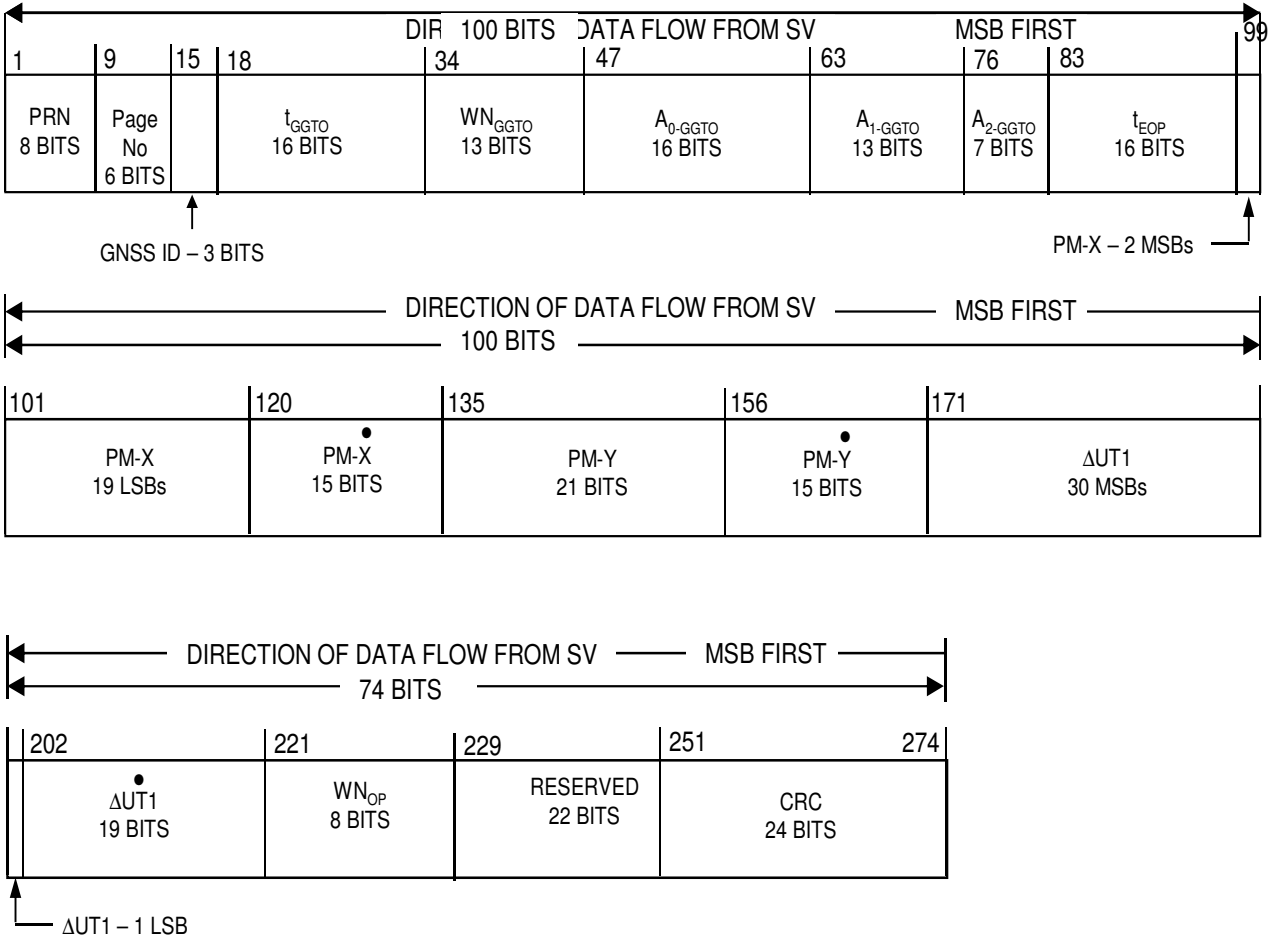 DIR 100 BITS DATA FLOW FROM SV MSB FIRST
1 9 15 18 34 47 63 76 83 99
PRN
8 BITS
Page
No
6 BITS
tGGTO
16 BITS
WNGGTO
13 BITS
A0-GGTO
16 BITS
A1-GGTO
13 BITS
A2-GGTO
7 BITS
tEOP
16 BITS
GNSS ID – 3 BITS
PM-X – 2 MSBs
DIRECTION OF DATA FLOW FROM SV MSB FIRST
100 BITS
101 120 135 156 171
PM-X
19 LSBs
•
PM-X
15 BITS
PM-Y
21 BITS
•
PM-Y
15 BITS
∆UT1
30 MSBs
DIRECTION OF DATA FLOW FROM SV MSB FIRST
74 BITS
202 221 229 251 274
•
∆UT1
19 BITS
WNOP
8 BITS
RESERVED
22 BITS
CRC
24 BITS
∆UT1 – 1 LSB